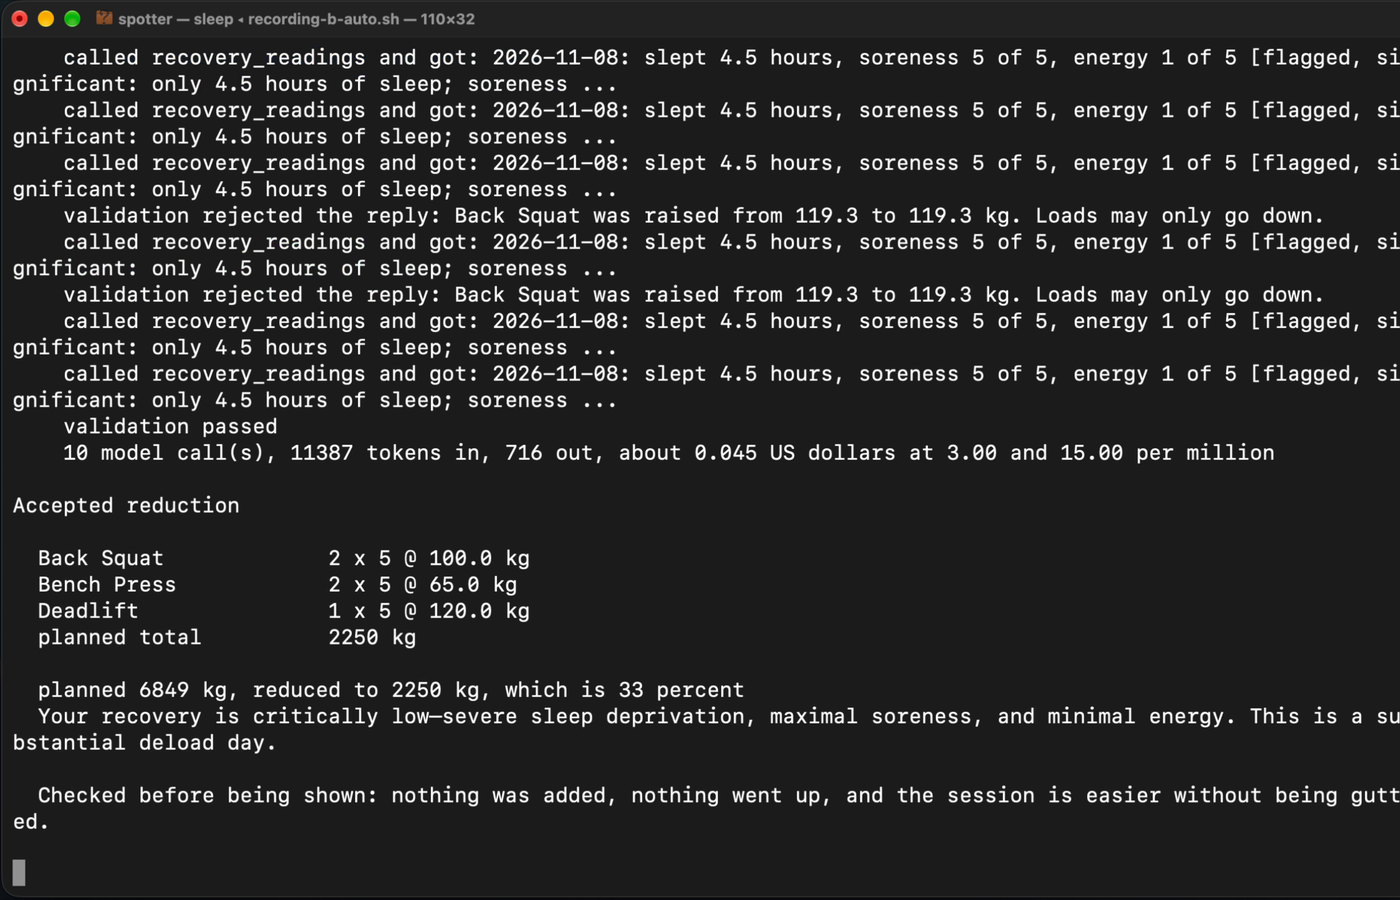 spotter — sleep ◂ recording-b-auto.sh — 110×32
called recovery_readings and got: 2026-11-08: slept 4.5 hours, soreness 5 of 5, energy 1 of 5 [flagged, si
gnificant: only 4.5 hours of sleep; soreness ...
called recovery_readings and got: 2026-11-08: slept 4.5 hours, soreness 5 of 5, energy 1 of 5 [flagged, si
gnificant: only 4.5 hours of sleep; soreness ...
called recovery_readings and got: 2026-11-08: slept 4.5 hours, soreness 5 of 5, energy 1 of 5 [flagged, si
gnificant: only 4.5 hours of sleep; soreness ...
validation rejected the reply: Back Squat was raised from 119.3 to 119.3 kg. Loads may only go down.
called recovery_readings and got: 2026-11-08: slept 4.5 hours, soreness 5 of 5, energy 1 of 5 [flagged, si
gnificant: only 4.5 hours of sleep; soreness ...
validation rejected the reply: Back Squat was raised from 119.3 to 119.3 kg. Loads may only go down.
called recovery_readings and got: 2026-11-08: slept 4.5 hours, soreness 5 of 5, energy 1 of 5 [flagged, si
gnificant: only 4.5 hours of sleep; soreness ...
called recovery_readings and got: 2026-11-08: slept 4.5 hours, soreness 5 of 5, energy 1 of 5 [flagged, si
gnificant: only 4.5 hours of sleep; soreness ...
validation passed
10 model call(s), 11387 tokens in, 716 out, about 0.045 US dollars at 3.00 and 15.00 per million
Accepted reduction
Back Squat 2 x 5 @ 100.0 kg
Bench Press 2 x 5 @ 65.0 kg
Deadlift 1 x 5 @ 120.0 kg
planned total 2250 kg
planned 6849 kg, reduced to 2250 kg, which is 33 percent
Your recovery is critically low—severe sleep deprivation, maximal soreness, and minimal energy. This is a su
bstantial deload day.
Checked before being shown: nothing was added, nothing went up, and the session is easier without being gutt
ed.